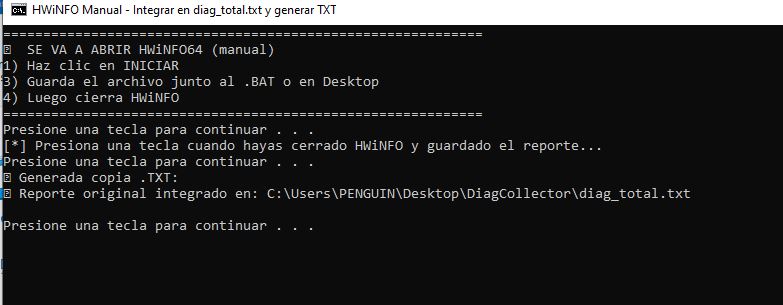 HWiNFO Manual - Integrar en diag_total.txt y generar TXT
============================================================
SE VA A ABRIR HWiNFO64 (manual)
1) Haz clic en INICIAR
3) Guarda el archivo junto al .BAT o en Desktop
4) Luego cierra HWiNFO
============================================================
Presione una tecla para continuar . . .
[*] Presiona una tecla cuando hayas cerrado HWiNFO y guardado el reporte...
Presione una tecla para continuar . . .
Generada copia .TXT:
Reporte original integrado en: C:\Users\PENGUIN\Desktop\DiagCollector\diag_total.txt
Presione una tecla para continuar . . .